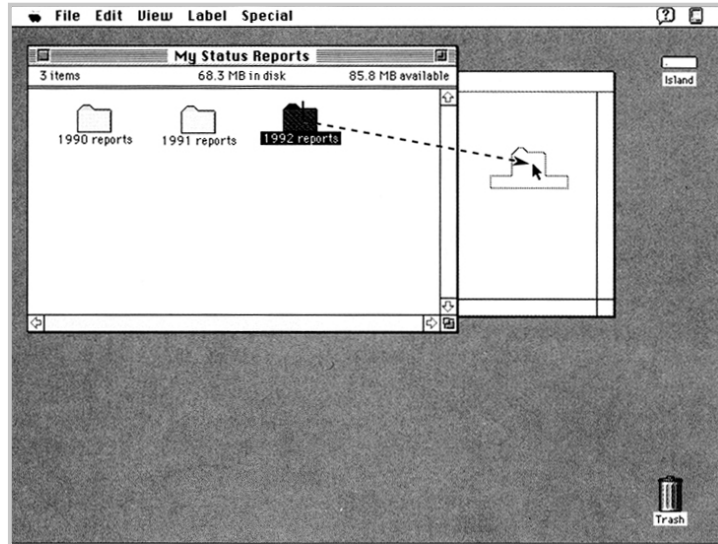 File Edit View Label Special
My Status Reports
3 items 68.3 MB in disk 85.8 MB available
1990 reports 1991 reports 1992 reports
Island
Trash